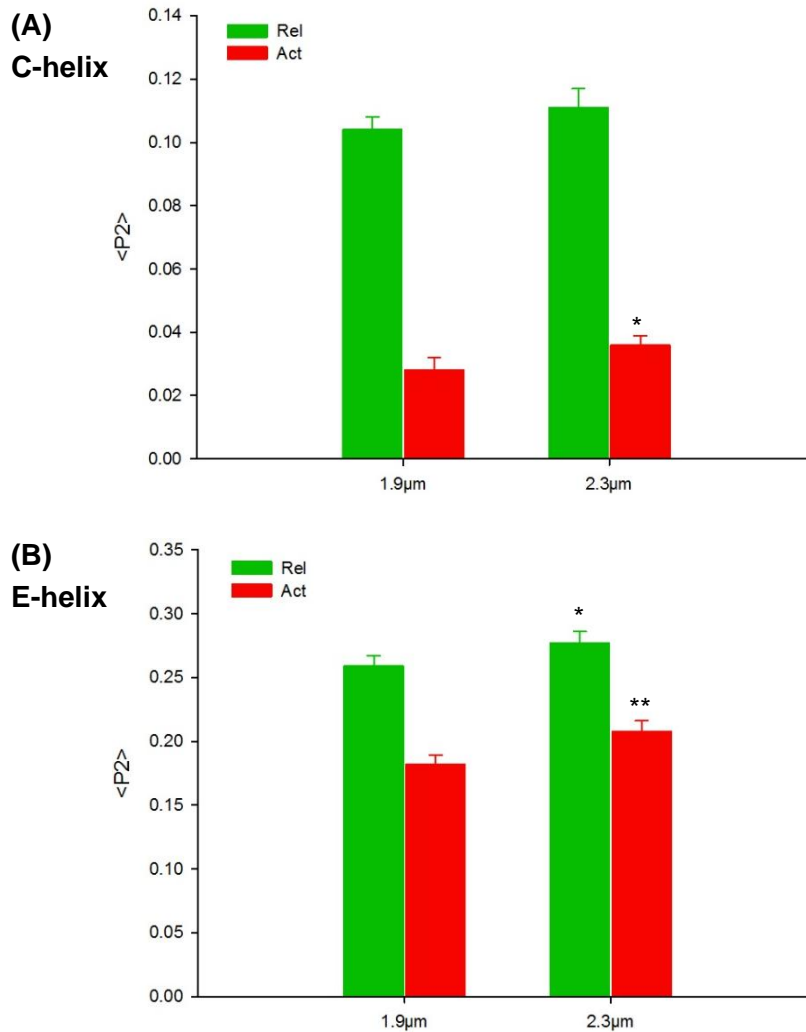 (A)
C-helix
Rel
Act
0.14
0.12
0.10
0.08
0.06
0.04
0.02
0.00
<P2>
*
1.9µm
2.3µm
(B)
E-helix
Rel
Act
0.35
0.30
0.25
0.20
0.15
0.10
0.05
0.00
<P2>
*
**
1.9µm
2.3µm